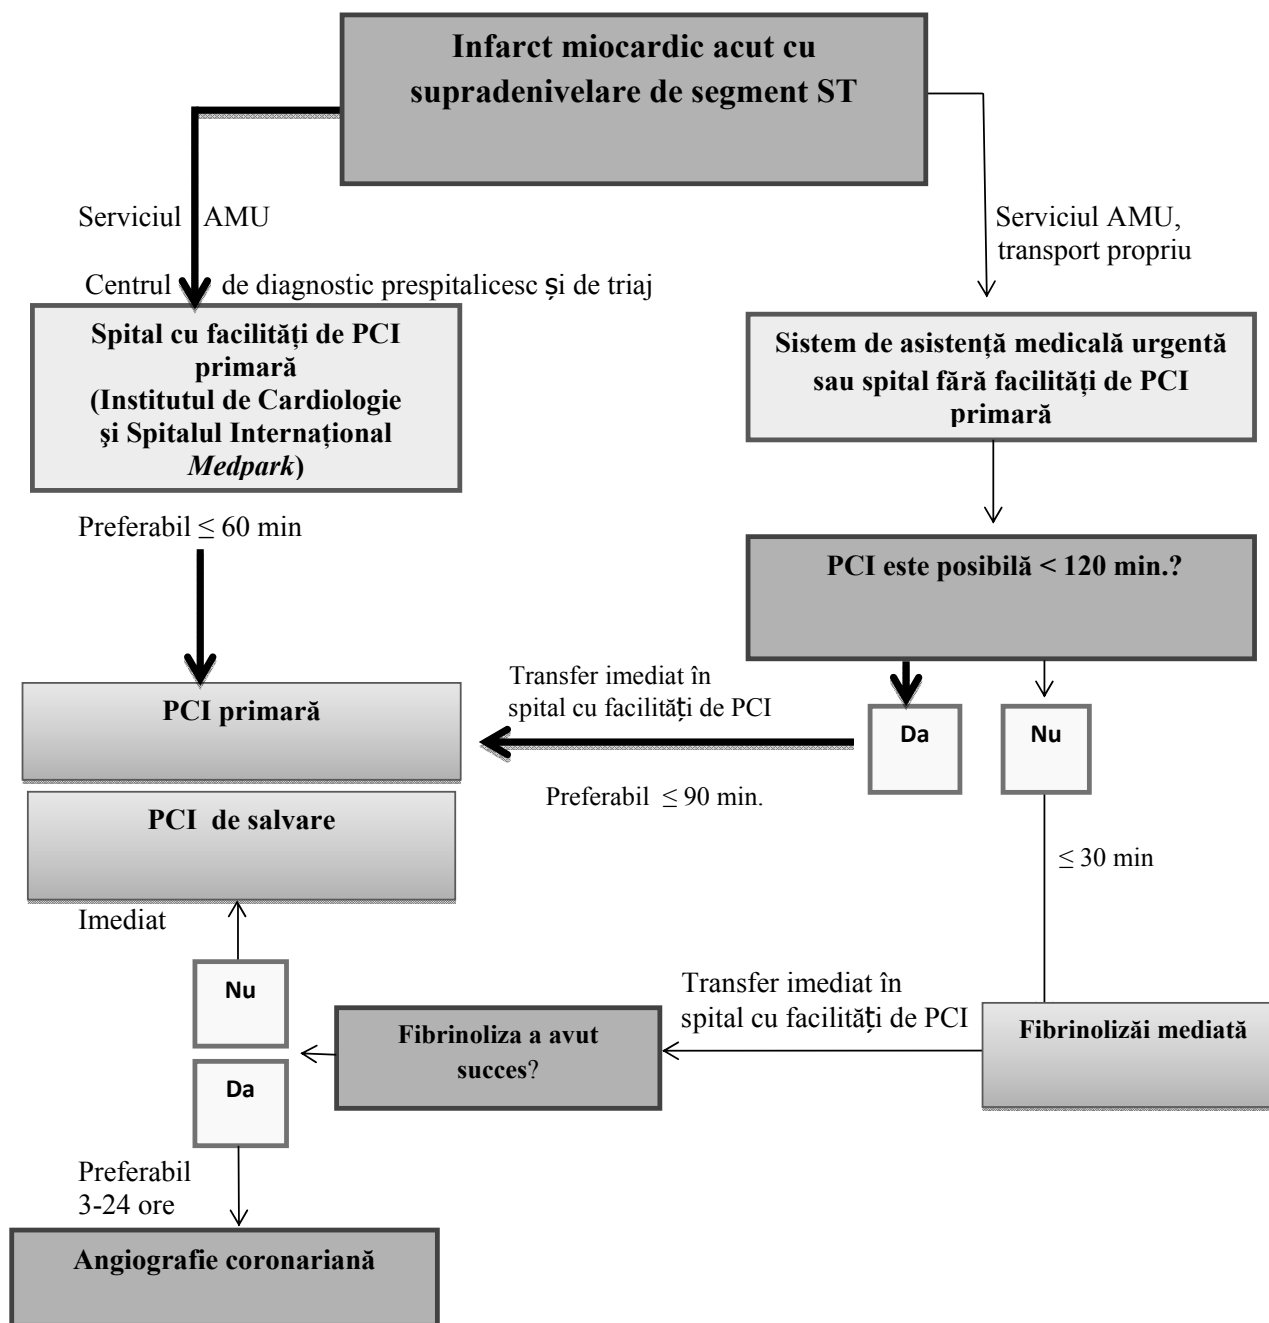 Infarct miocardic acut cu
supradenivelare de segment ST
Serviciul AMU
Serviciul AMU,
transport propriu
Centrul de diagnostic prespitalicesc și de triaj
Spital cu facilități de PCI
primară
(Institutul de Cardiologie
şi Spitalul Internațional
Medpark)
Sistem de asistență medicală urgentă
sau spital fără facilități de PCI
primară
Preferabil ≤ 60 min
PCI este posibilă < 120 min.?
Transfer imediat în
spital cu facilități de PCI
Da
Nu
PCI primară
Preferabil ≤ 90 min.
PCI de salvare
≤ 30 min
Imediat
Nu
Transfer imediat în
spital cu facilități de PCI
Fibrinoliza a avut
succes?
Fibrinolizăi mediată
Da
Preferabil
3-24 ore
Angiografie coronariană